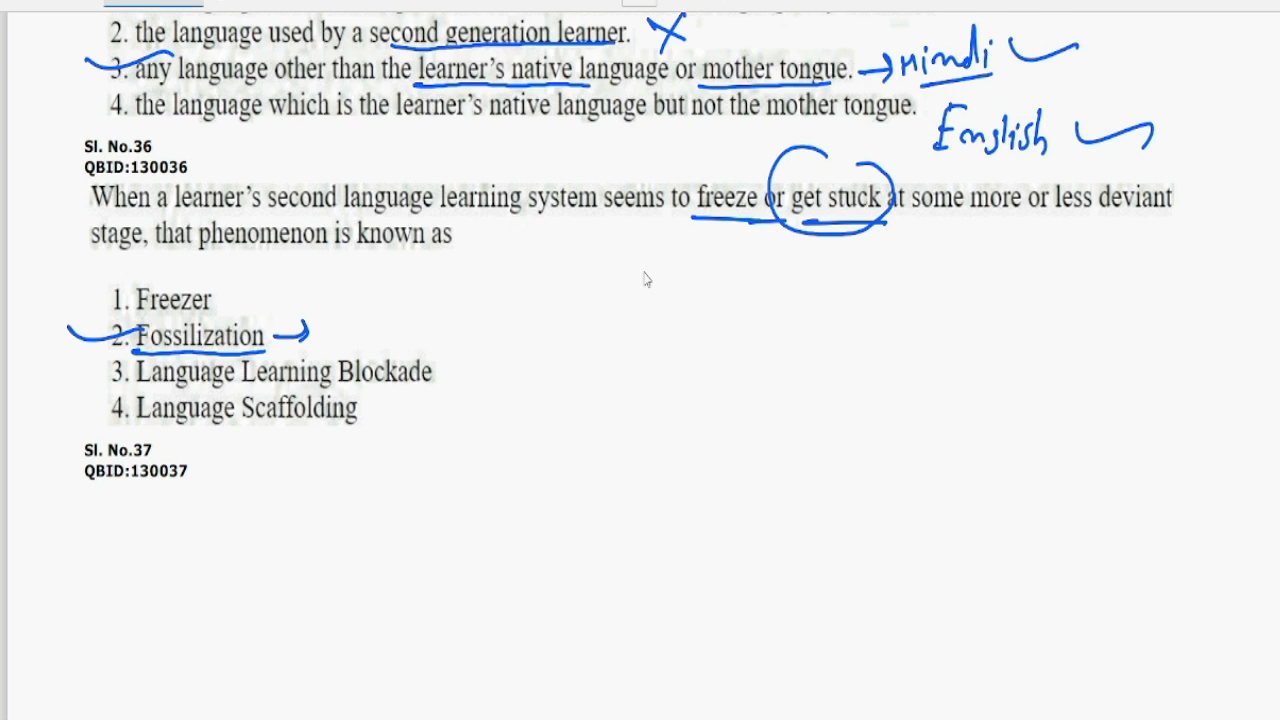 2. the language used by a second generation learner.
3. any language other than the learner's native language or mother tongue. → Hindi
4. the language which is the learner's native language but not the mother tongue.
English
Sl. No.36
QBID:130036
When a learner's second language learning system seems to freeze or get stuck at some more or less deviant
stage, that phenomenon is known as
1. Freezer
2. Fossilization →
3. Language Learning Blockade
4. Language Scaffolding
Sl. No.37
QBID:130037